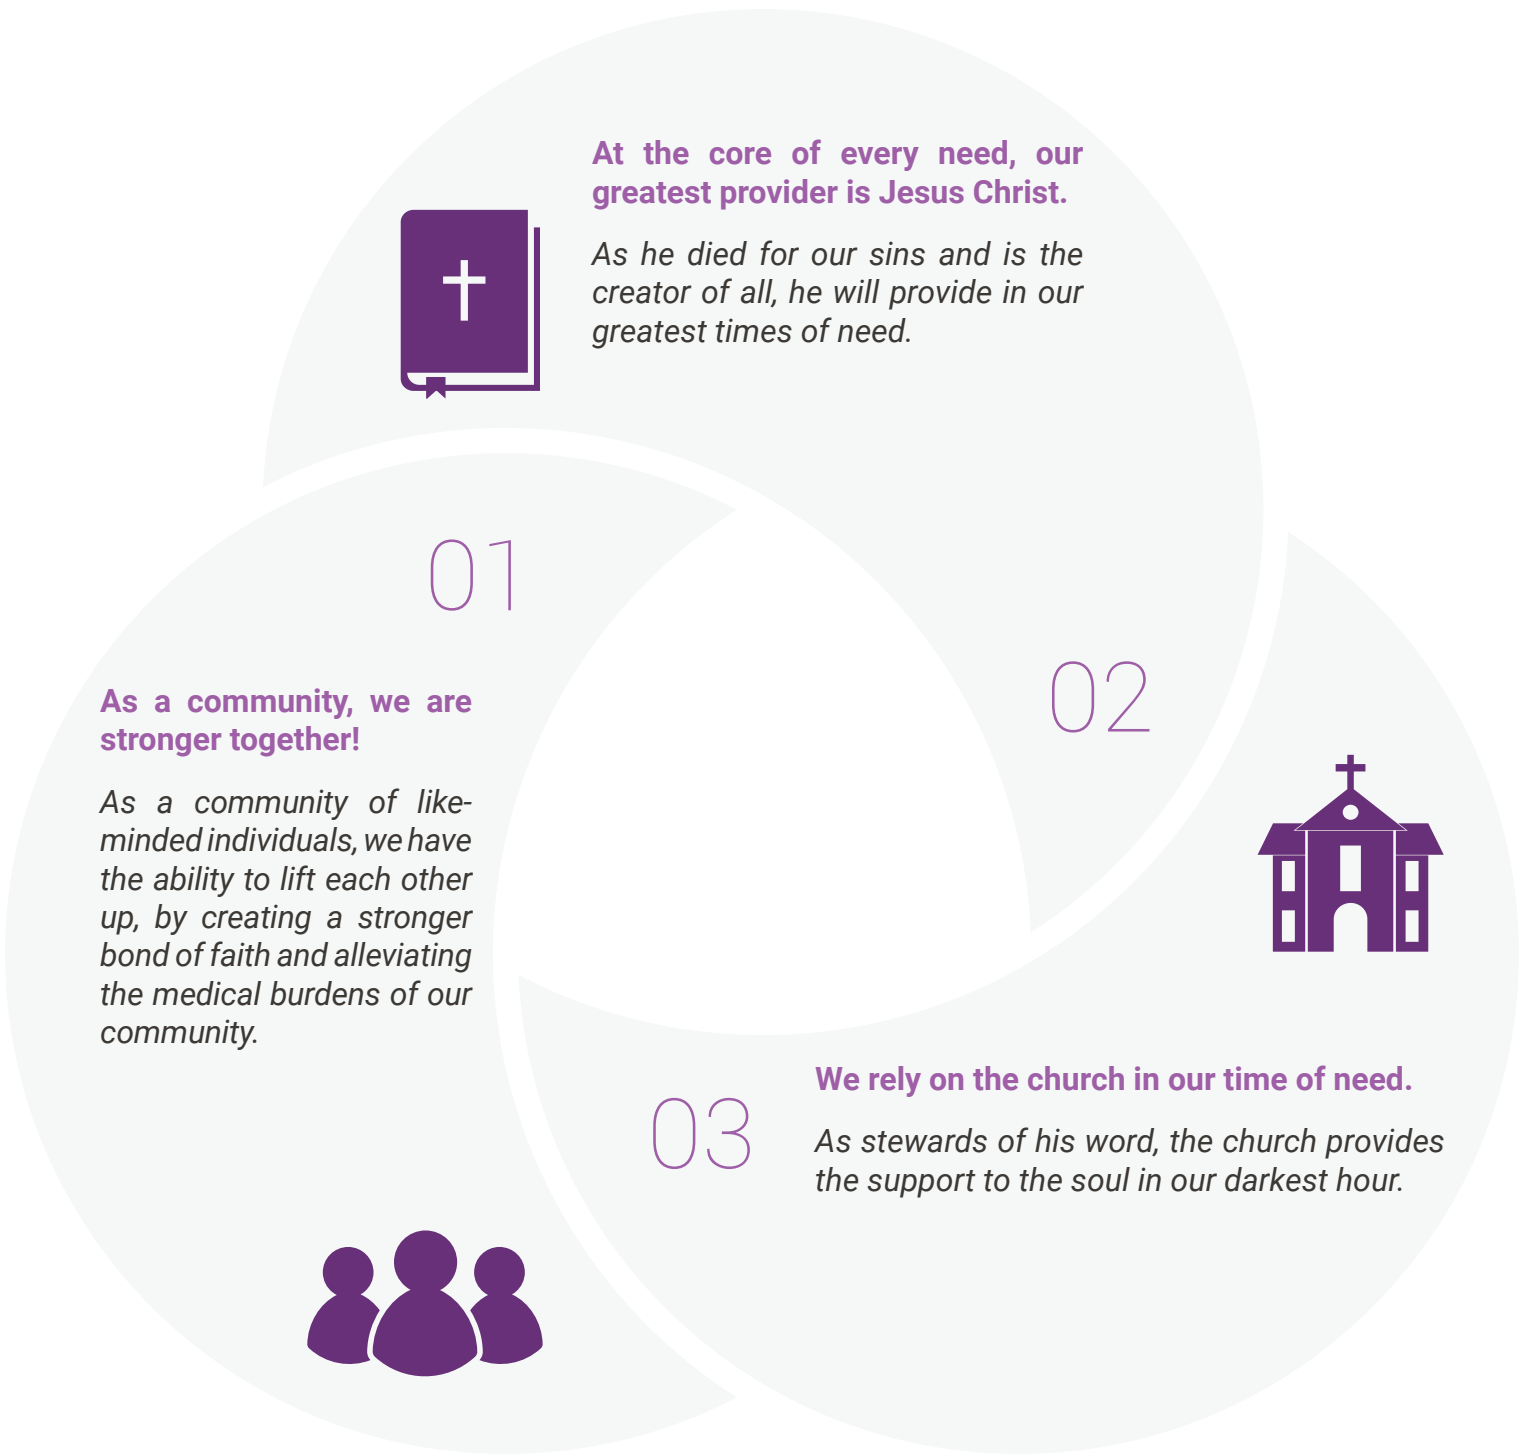 At the core of every need, our
greatest provider is Jesus Christ.
As he died for our sins and is the
creator of all, he will provide in our
greatest times of need.
01
As a community, we are
stronger together!
As a community of like-
minded individuals, we have
the ability to lift each other
up, by creating a stronger
bond of faith and alleviating
the medical burdens of our
community.
02
03
We rely on the church in our time of need.
As stewards of his word, the church provides
the support to the soul in our darkest hour.